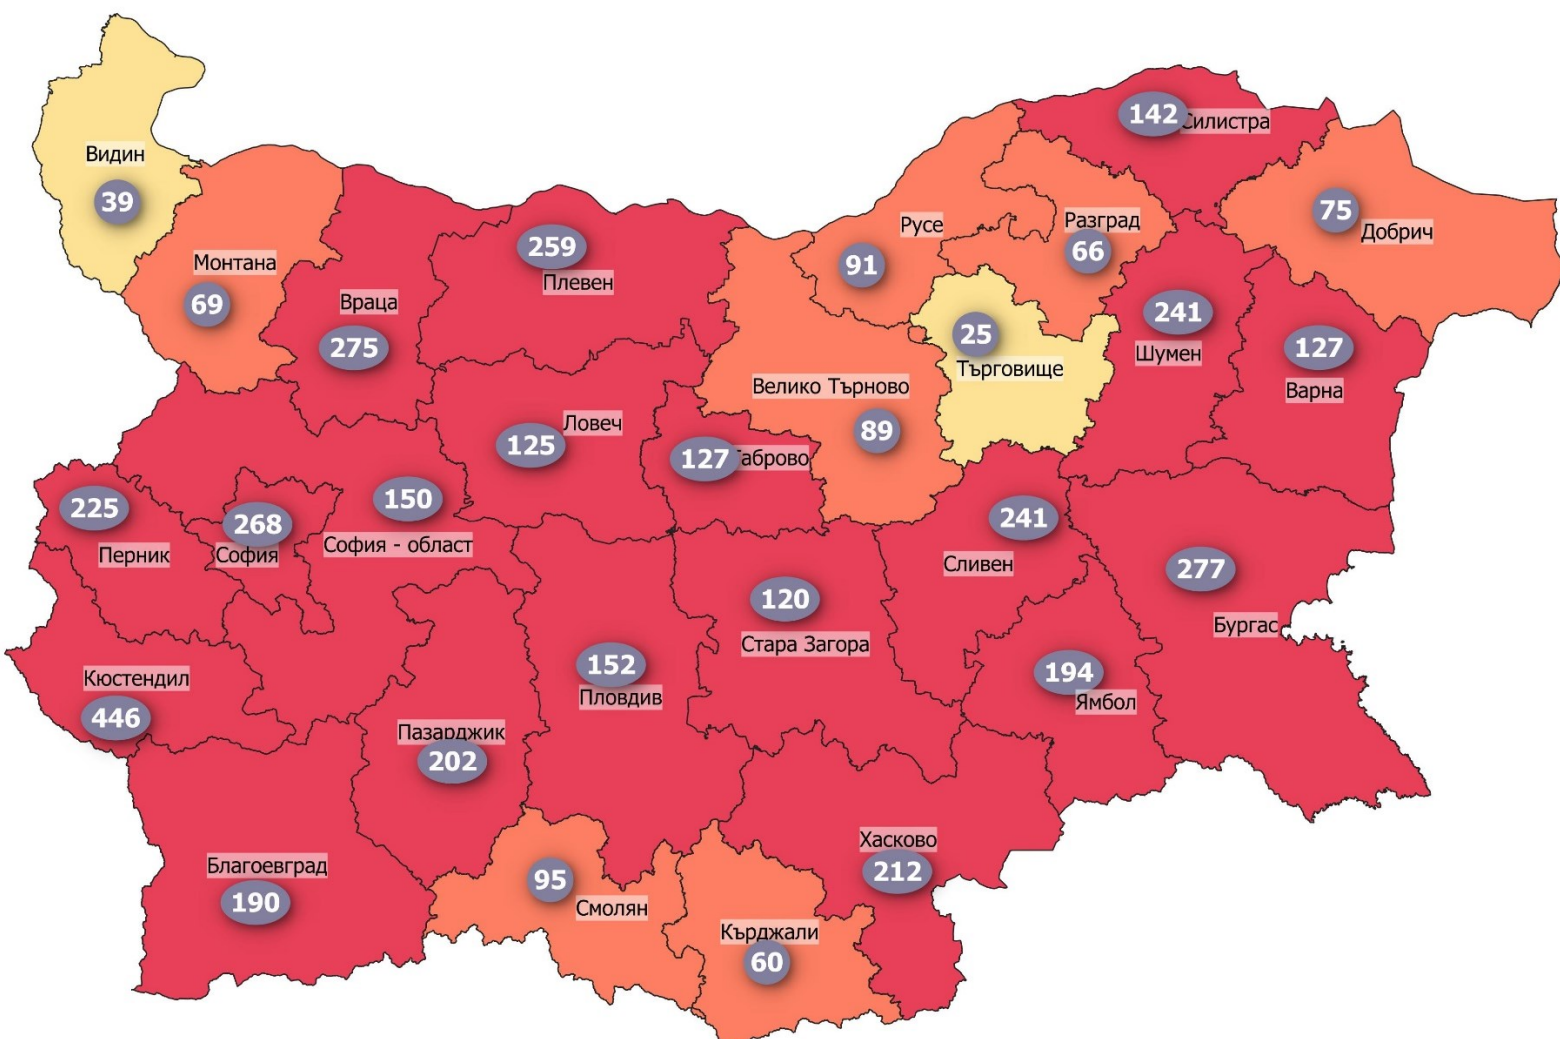 142
Силистра
Видин
39
75
Добрич
Русе
91
Разград
66
259
Плевен
Монтана
69
Враца
275
241
Шумен
25
Търговище
127
Варна
Велико Търново
89
Ловеч
125
127
Габрово
225
Перник
268
София
150
София - област
241
Сливен
277
Бургас
120
Стара Загора
152
Пловдив
194
Ямбол
Кюстендил
446
Пазарджик
202
Благоевград
190
95
Смолян
Хасково
212
Кърджали
60